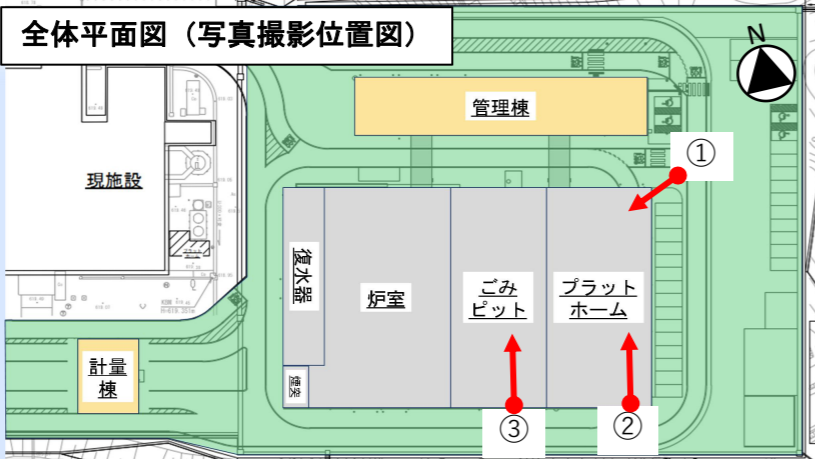 全体平面図（写真撮影位置図）
N
管理棟
①
現施設
復水器
炉室
ごみ
ピット
プラット
ホーム
計量
棟
煙突
③
②